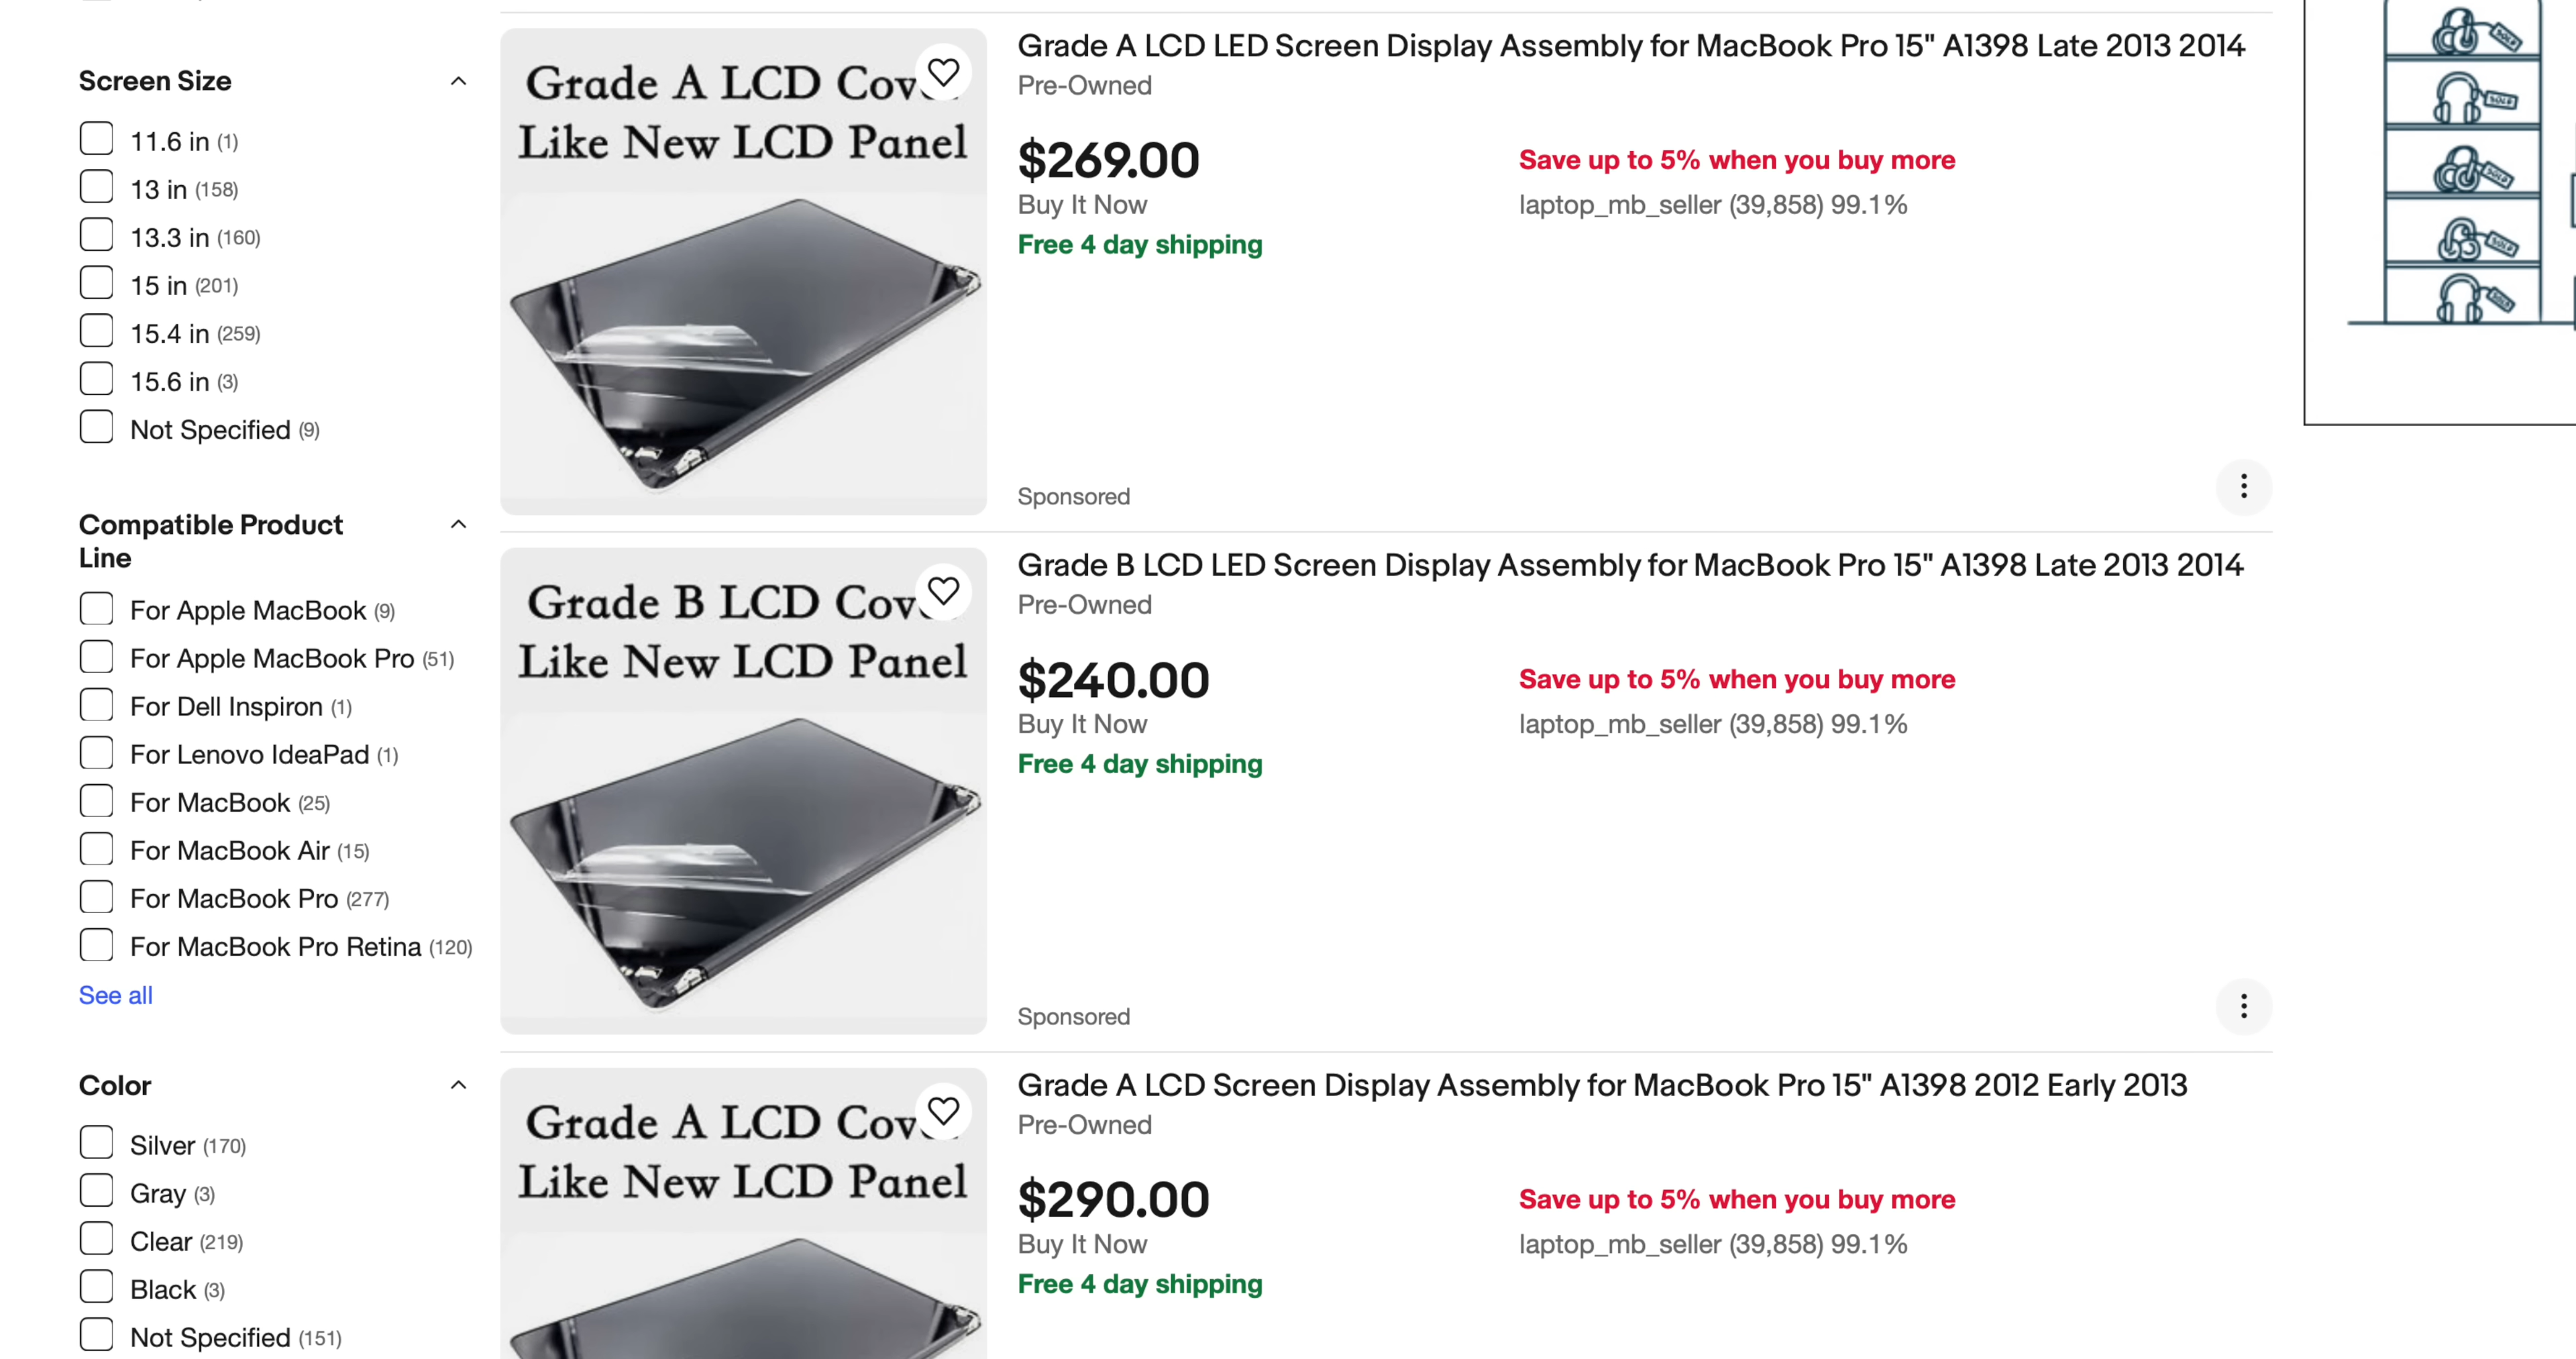 Screen Size
11.6 in (1)
13 in (158)
13.3 in (160)
15 in (201)
15.4 in (259)
15.6 in (3)
Not Specified (9)
Compatible Product
Line
For Apple MacBook (9)
For Apple MacBook Pro (51)
For Dell Inspiron (1)
For Lenovo IdeaPad (1)
For MacBook (25)
For MacBook Air (15)
For MacBook Pro (277)
For MacBook Pro Retina (120)
See all
Color
Silver (170)
Gray (3)
Clear (219)
Black (3)
Not Specified (151)
Grade A LCD Cov
Like New LCD Panel
Grade A LCD LED Screen Display Assembly for MacBook Pro 15" A1398 Late 2013 2014
Pre-Owned
$269.00
Buy It Now
Free 4 day shipping
Save up to 5% when you buy more
laptop_mb_seller (39,858) 99.1%
Sponsored
Grade B LCD Cov
Like New LCD Panel
Grade B LCD LED Screen Display Assembly for MacBook Pro 15" A1398 Late 2013 2014
Pre-Owned
$240.00
Buy It Now
Free 4 day shipping
Save up to 5% when you buy more
laptop_mb_seller (39,858) 99.1%
Sponsored
Grade A LCD Cov
Like New LCD Panel
Grade A LCD Screen Display Assembly for MacBook Pro 15" A1398 2012 Early 2013
Pre-Owned
$290.00
Buy It Now
Free 4 day shipping
Save up to 5% when you buy more
laptop_mb_seller (39,858) 99.1%
SOLD
SOLD
SOLD
SOLD
SOLD